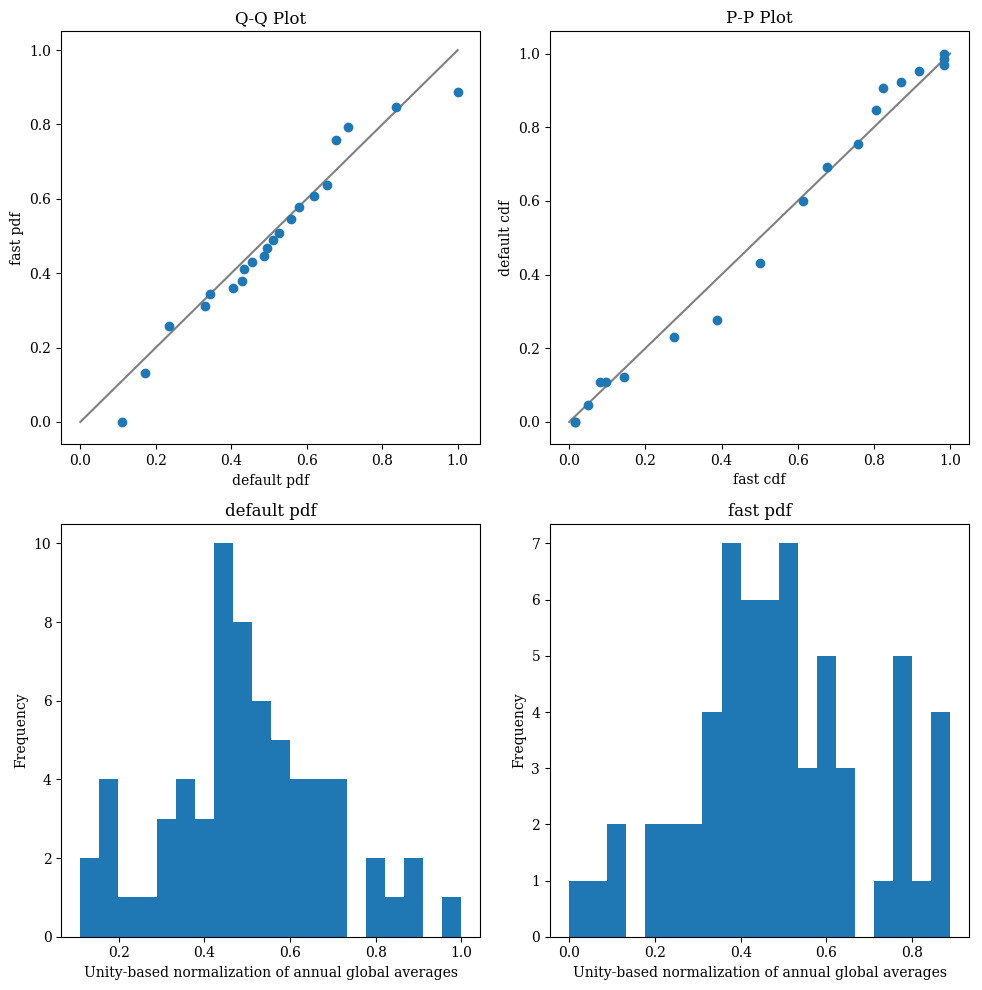 Q-Q Plot
1.0
0.8
0.6
0.4
0.2
0.0
fast pdf
0.0 0.2 0.4 0.6 0.8 1.0
default pdf
P-P Plot
1.0
0.8
0.6
0.4
0.2
0.0
default cdf
0.0 0.2 0.4 0.6 0.8 1.0
fast cdf
default pdf
10
8
6
4
2
0
Frequency
0.2 0.4 0.6 0.8 1.0
Unity-based normalization of annual global averages
fast pdf
7
6
5
4
3
2
1
0
Frequency
0.0 0.2 0.4 0.6 0.8
Unity-based normalization of annual global averages